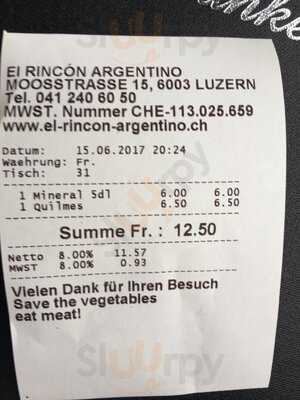 El RINCÓN ARGENTINO
MOOSSTRASSE 15, 6003 LUZERN
Tel. 041 240 60 50
MWST. Nummer CHE-113.025.659
www.el-rincon-argentino.ch
Datum: 15.06.2017 20:24
Waehrung: Fr.
Tisch: 31
1 Mineral 5dl 6.00 6.00
1 Quilmes 6.50 6.50
Summe Fr. : 12.50
Netto 8.00% 11.57
MWST 8.00% 0.93
Vielen Dank für Ihren Besuch
Save the vegetables
eat meat!
Sluurpy
Sluurpy
Sluurpy